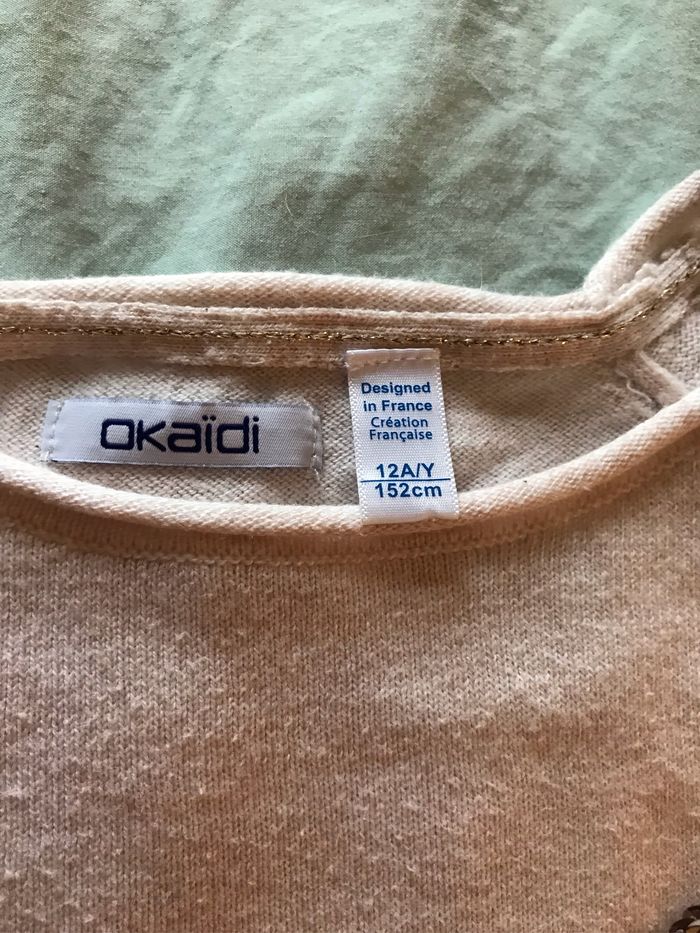 okaïdi
Designed
in France
Création
Française
12A/Y
152cm